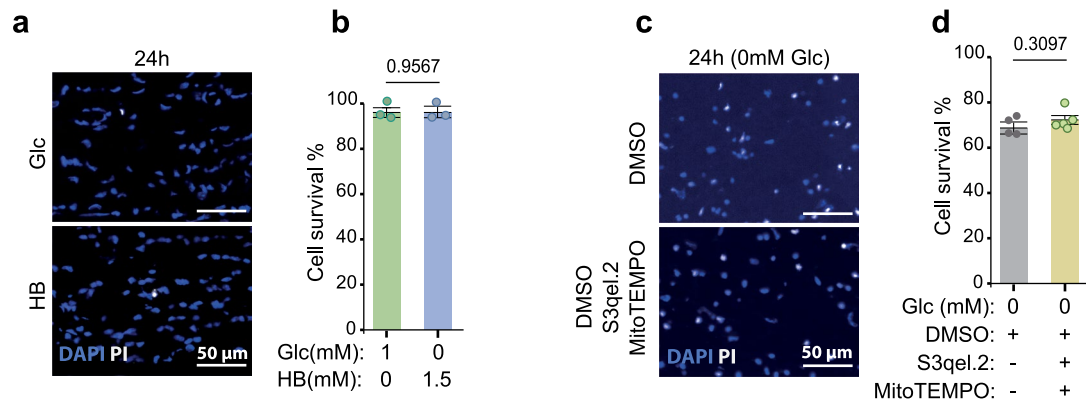 a
24h
Glc
HB
DAPI PI
50 µm
b
0.9567
Cell survival %
100
80
60
40
20
0
Glc(mM): 1 0
HB(mM): 0 1.5
c
24h (0mM Glc)
DMSO
DMSO
S3qel.2
MitoTEMPO
DAPI PI
50 µm
d
0.3097
Cell survival %
100
80
60
40
20
0
Glc (mM): 0 0
DMSO: + +
S3qel.2: - +
MitoTEMPO: - +